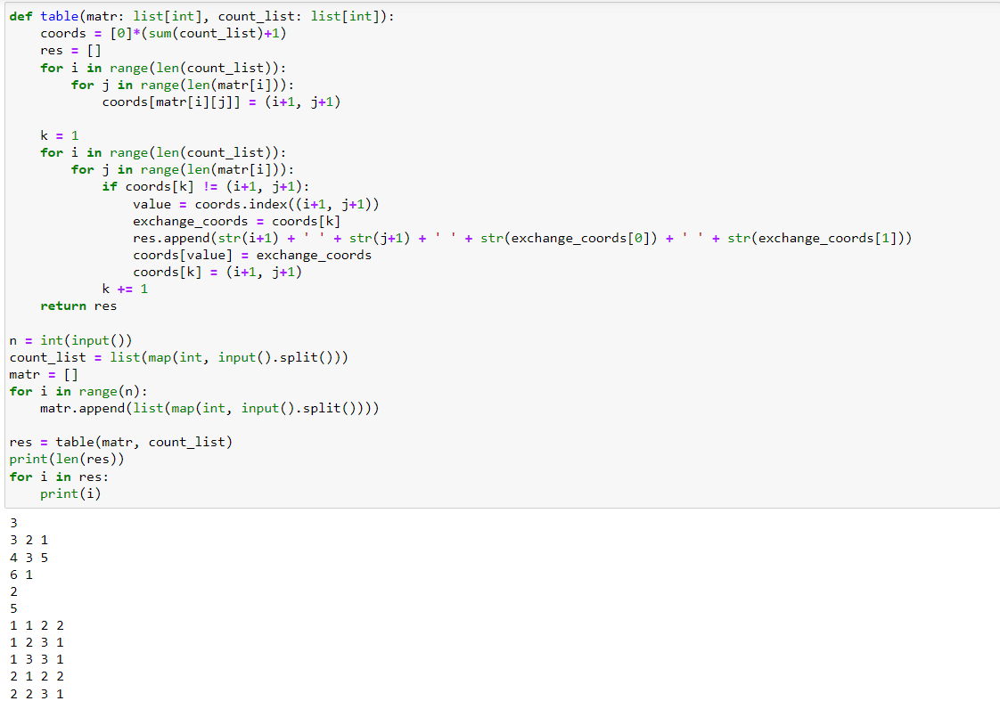 def table(matr: list[int], count_list: list[int]):
    coords = [0]*(sum(count_list)+1)
    res = []
    for i in range(len(count_list)):
        for j in range(len(matr[i])):
            coords[matr[i][j]] = (i+1, j+1)

    k = 1
    for i in range(len(count_list)):
        for j in range(len(matr[i])):
            if coords[k] != (i+1, j+1):
                value = coords.index((i+1, j+1))
                exchange_coords = coords[k]
                res.append(str(i+1) + ' ' + str(j+1) + ' ' + str(exchange_coords[0]) + ' ' + str(exchange_coords[1]))
                coords[value] = exchange_coords
                coords[k] = (i+1, j+1)
            k += 1
    return res

n = int(input())
count_list = list(map(int, input().split()))
matr = []
for i in range(n):
    matr.append(list(map(int, input().split())))

res = table(matr, count_list)
print(len(res))
for i in res:
    print(i)
3
3 2 1
4 3 5
6 1
2
5
1 1 2 2
1 2 3 1
1 3 3 1
2 1 2 2
2 2 3 1